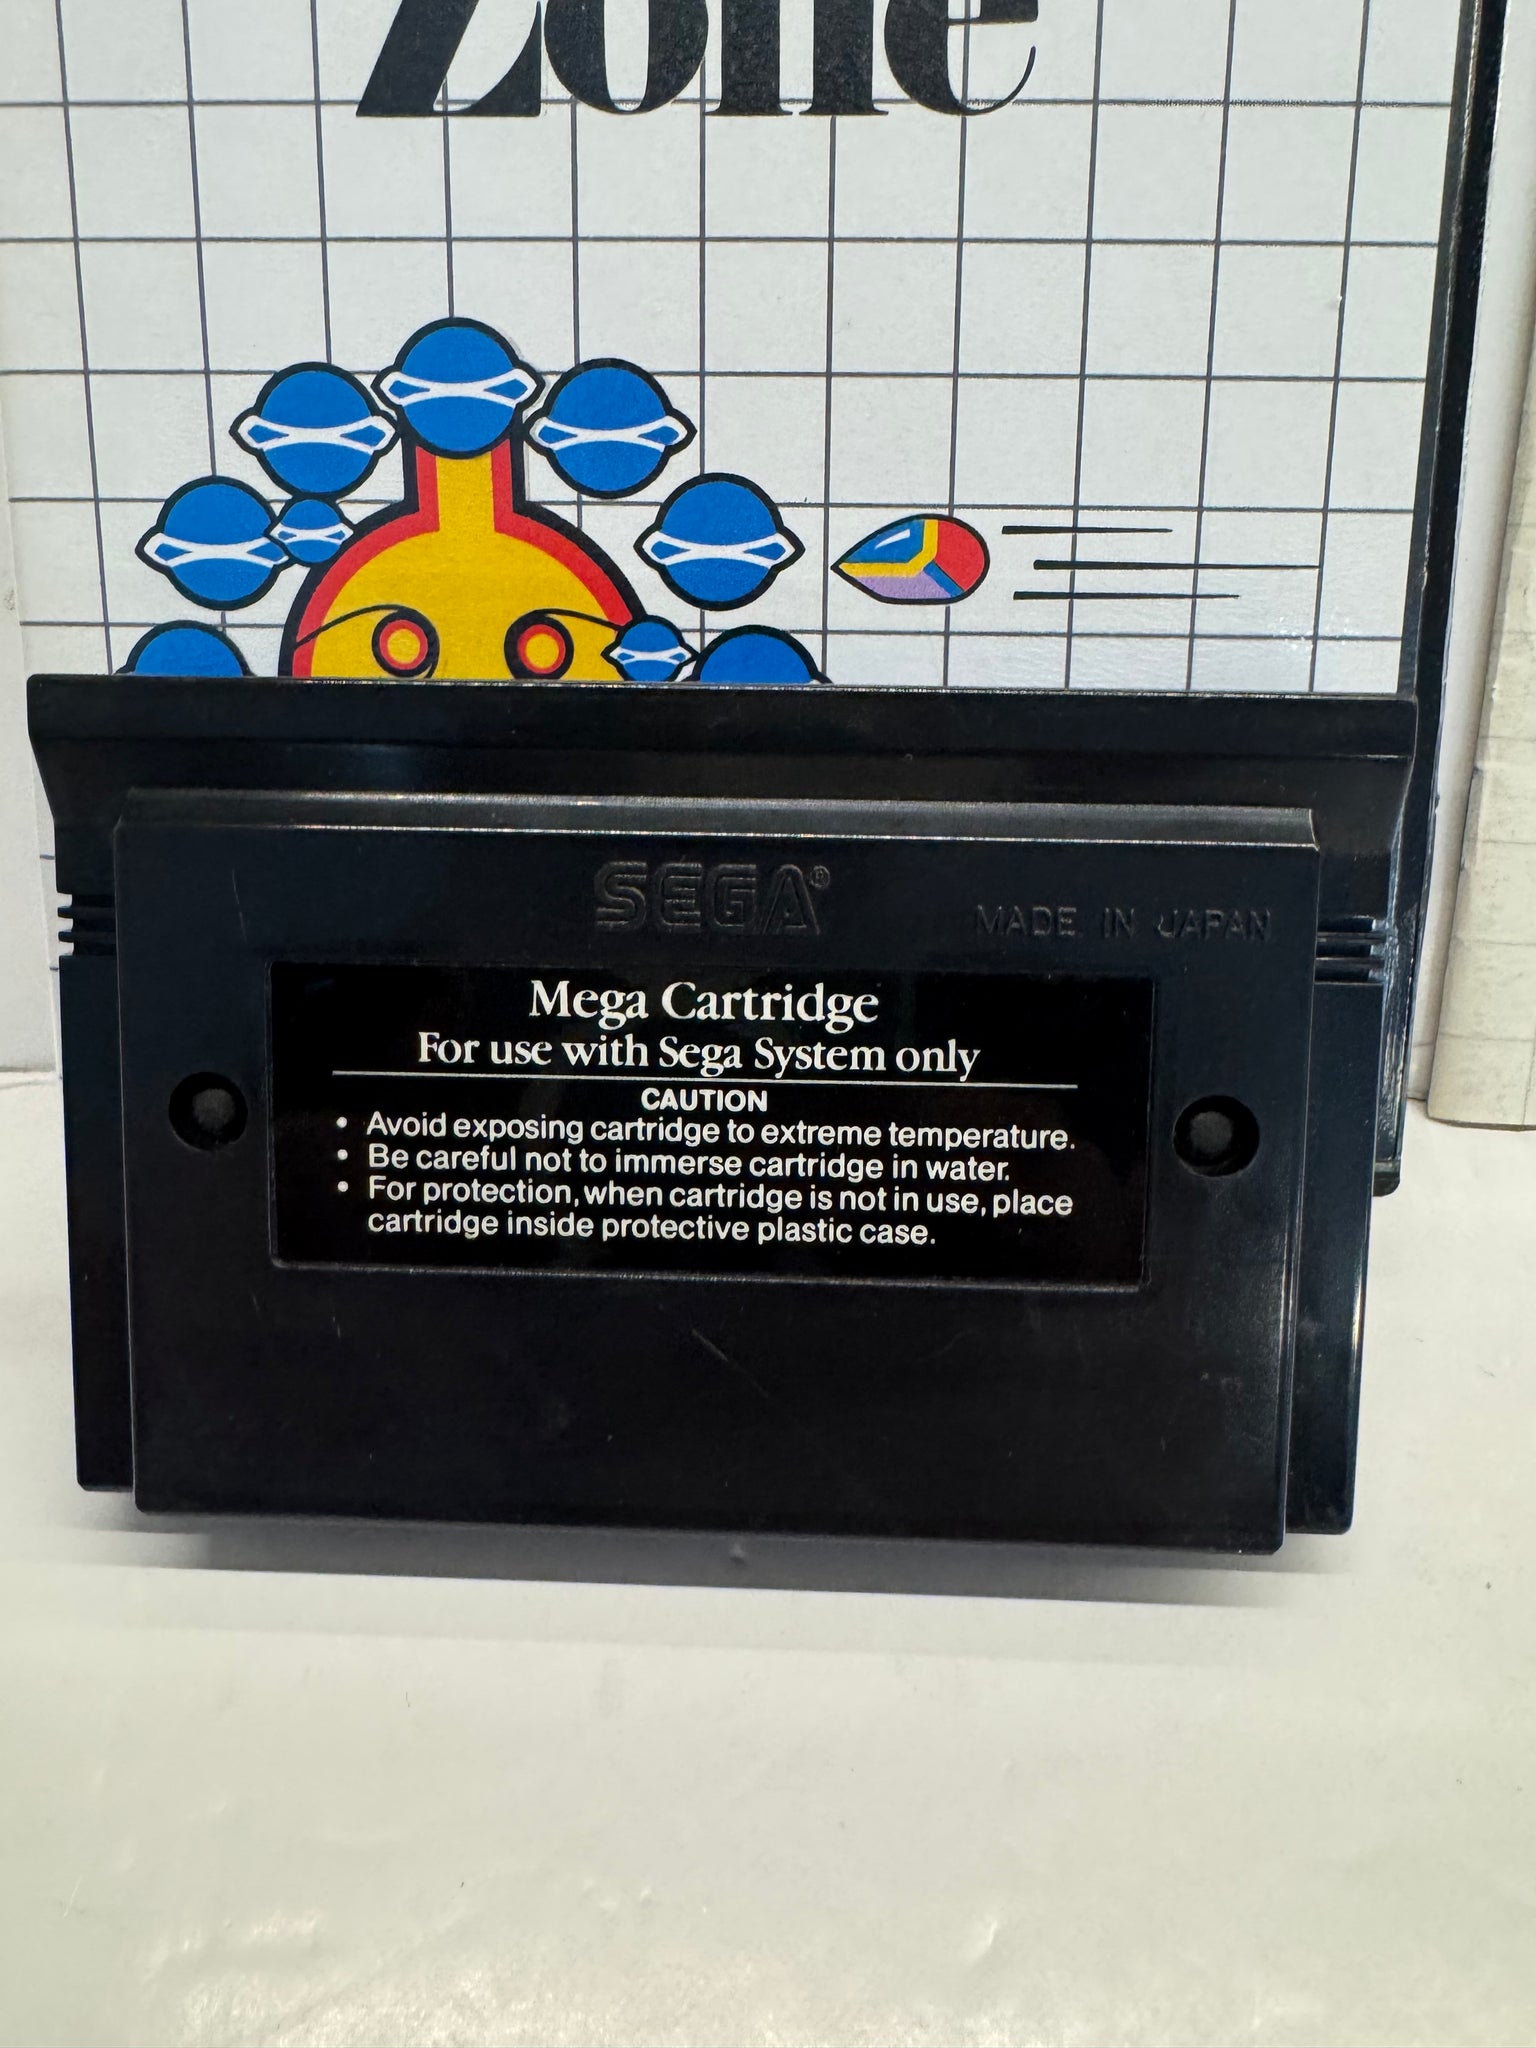 Zone
SEGA®
MADE IN JAPAN
Mega Cartridge
For use with Sega System only
CAUTION
• Avoid exposing cartridge to extreme temperature.
• Be careful not to immerse cartridge in water.
• For protection, when cartridge is not in use, place
cartridge inside protective plastic case.